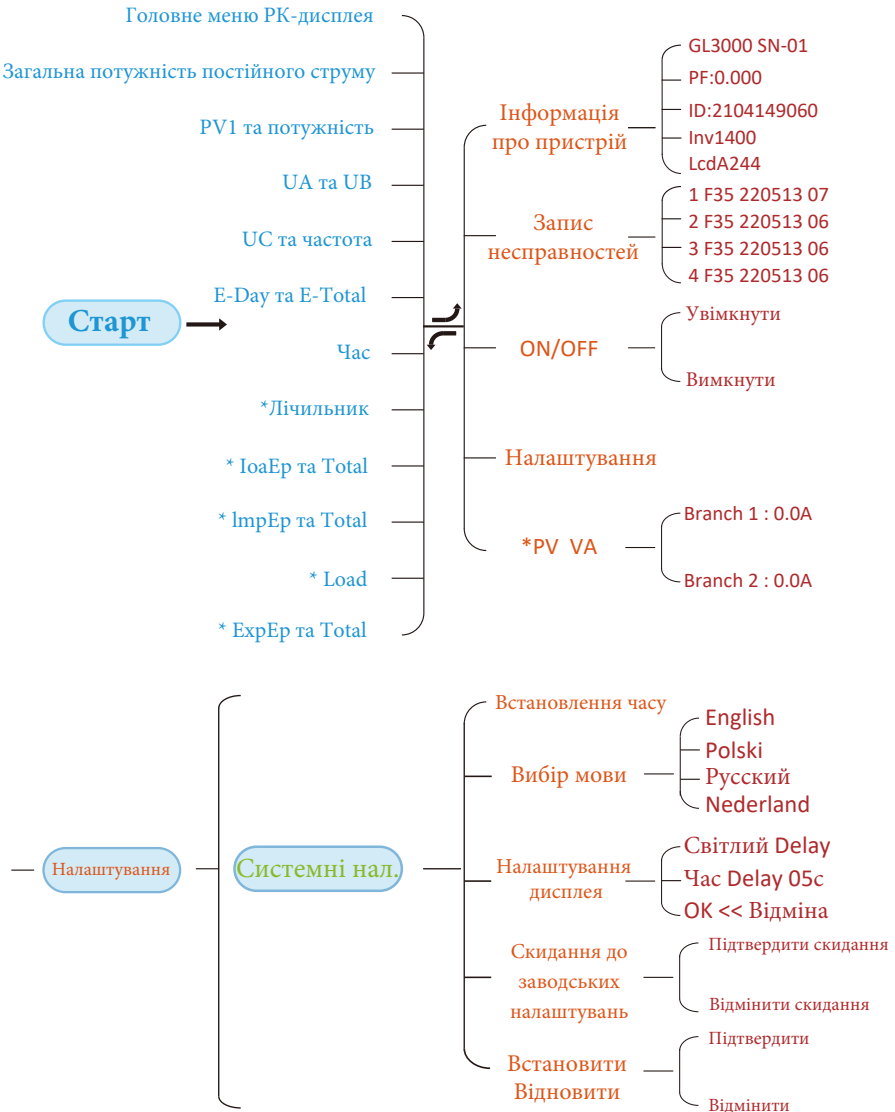 Головне меню РК-дисплея
Загальна потужність постійного струму
PV1 та потужність
UA та UB
UC та частота
E-Day та E-Total
Старт
Час
*Лічильник
* IoaEp та Total
* lmpEp та Total
* Load
* ExpEp та Total
Інформація
про пристрій
GL3000 SN-01
PF:0.000
ID:2104149060
Inv1400
LcdA244
Запис
несправностей
1 F35 220513 07
2 F35 220513 06
3 F35 220513 06
4 F35 220513 06
ON/OFF
Увімкнути
Вимкнути
Налаштування
*PV VA
Branch 1 : 0.0A
Branch 2 : 0.0A
Налаштування
Системні нал.
Встановлення часу
Вибір мови
English
Polski
Русский
Nederland
Налаштування
дисплея
Світлий Delay
Час Delay 05с
OK << Відміна
Скидання до
заводських
налаштувань
Підтвердити скидання
Відмінити скидання
Встановити
Відновити
Підтвердити
Відмінити